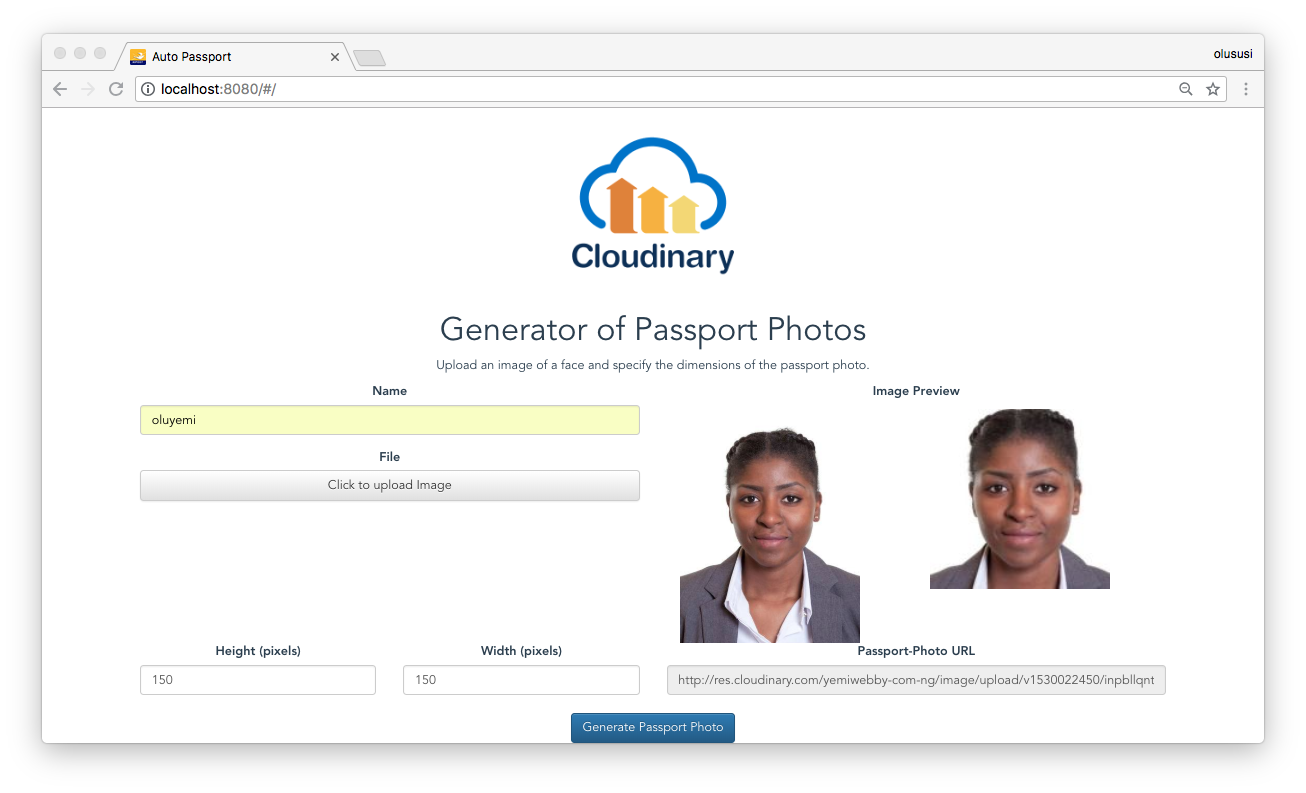 Auto Passport
olususi
localhost:8080/#/
Cloudinary
Generator of Passport Photos
Upload an image of a face and specify the dimensions of the passport photo.
Name
oluyemi
File
Click to upload Image
Image Preview
Height (pixels)
150
Width (pixels)
150
Passport-Photo URL
http://res.cloudinary.com/yemiwebby-com-ng/image/upload/v1530022450/inpbllqnt
Generate Passport Photo